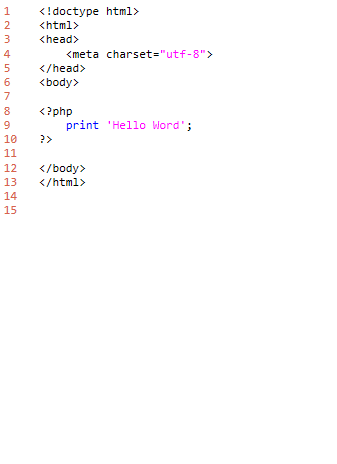 1 <!doctype html>
2 <html>
3 <head>
4     <meta charset="utf-8">
5 </head>
6 <body>
7
8 <?php
9     print 'Hello Word';
10 ?>
11
12 </body>
13 </html>
14
15